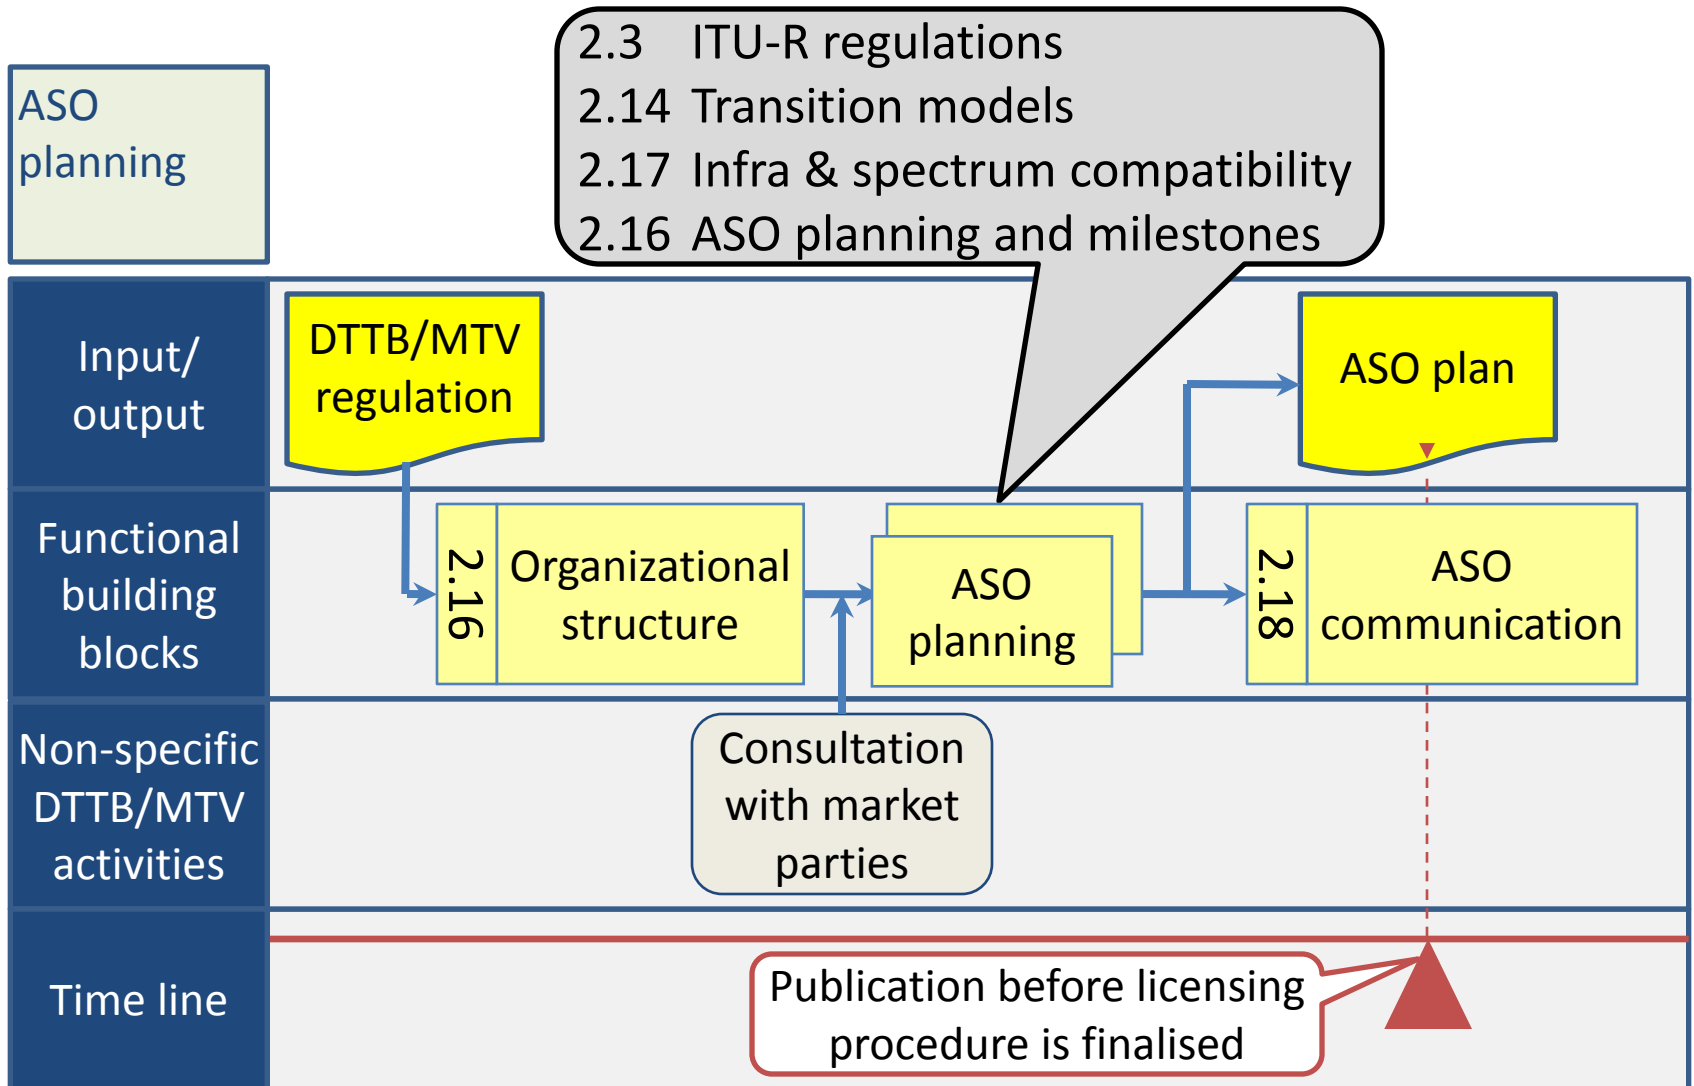 2.3 ITU-R regulations
2.14 Transition models
2.17 Infra & spectrum compatibility
2.16 ASO planning and milestones
ASO
planning
Input/
output
DTTB/MTV
regulation
ASO plan
Functional
building
blocks
2.16
Organizational
structure
ASO
planning
2.18
ASO
communication
Non-specific
DTTB/MTV
activities
Consultation
with market
parties
Time line
Publication before licensing
procedure is finalised